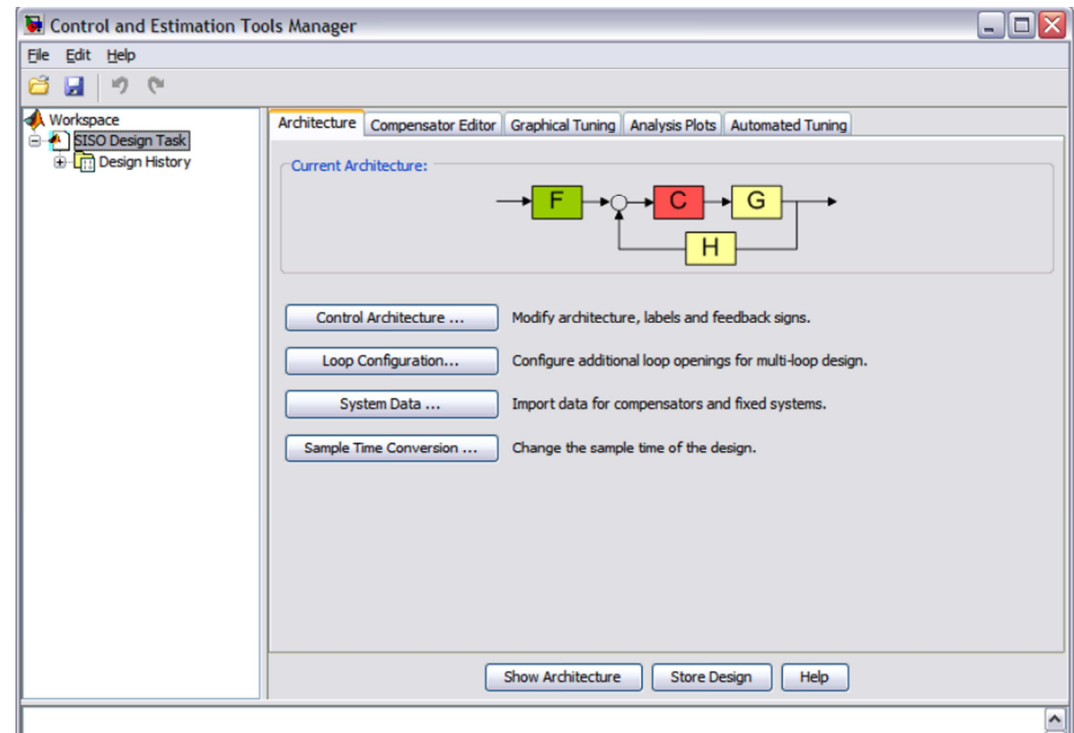 Control and Estimation Tools Manager
File Edit Help
Workspace
SISO Design Task
Design History
Architecture Compensator Editor Graphical Tuning Analysis Plots Automated Tuning
Current Architecture:
F C G
H
Control Architecture ... Modify architecture, labels and feedback signs.
Loop Configuration... Configure additional loop openings for multi-loop design.
System Data ... Import data for compensators and fixed systems.
Sample Time Conversion ... Change the sample time of the design.
Show Architecture Store Design Help